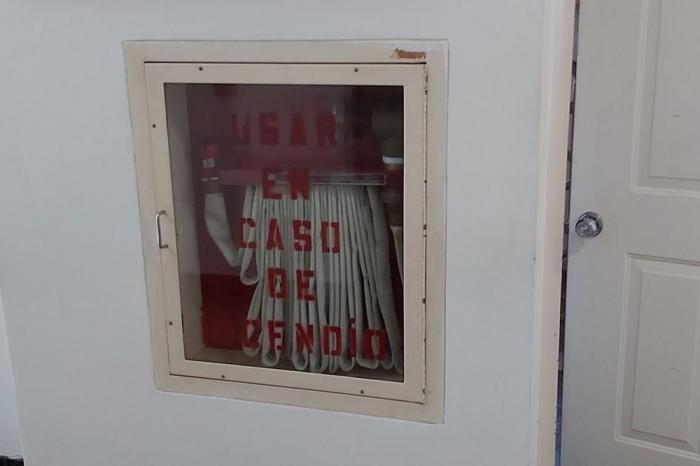 USAR
EN
CASO
DE
iNCENDiO